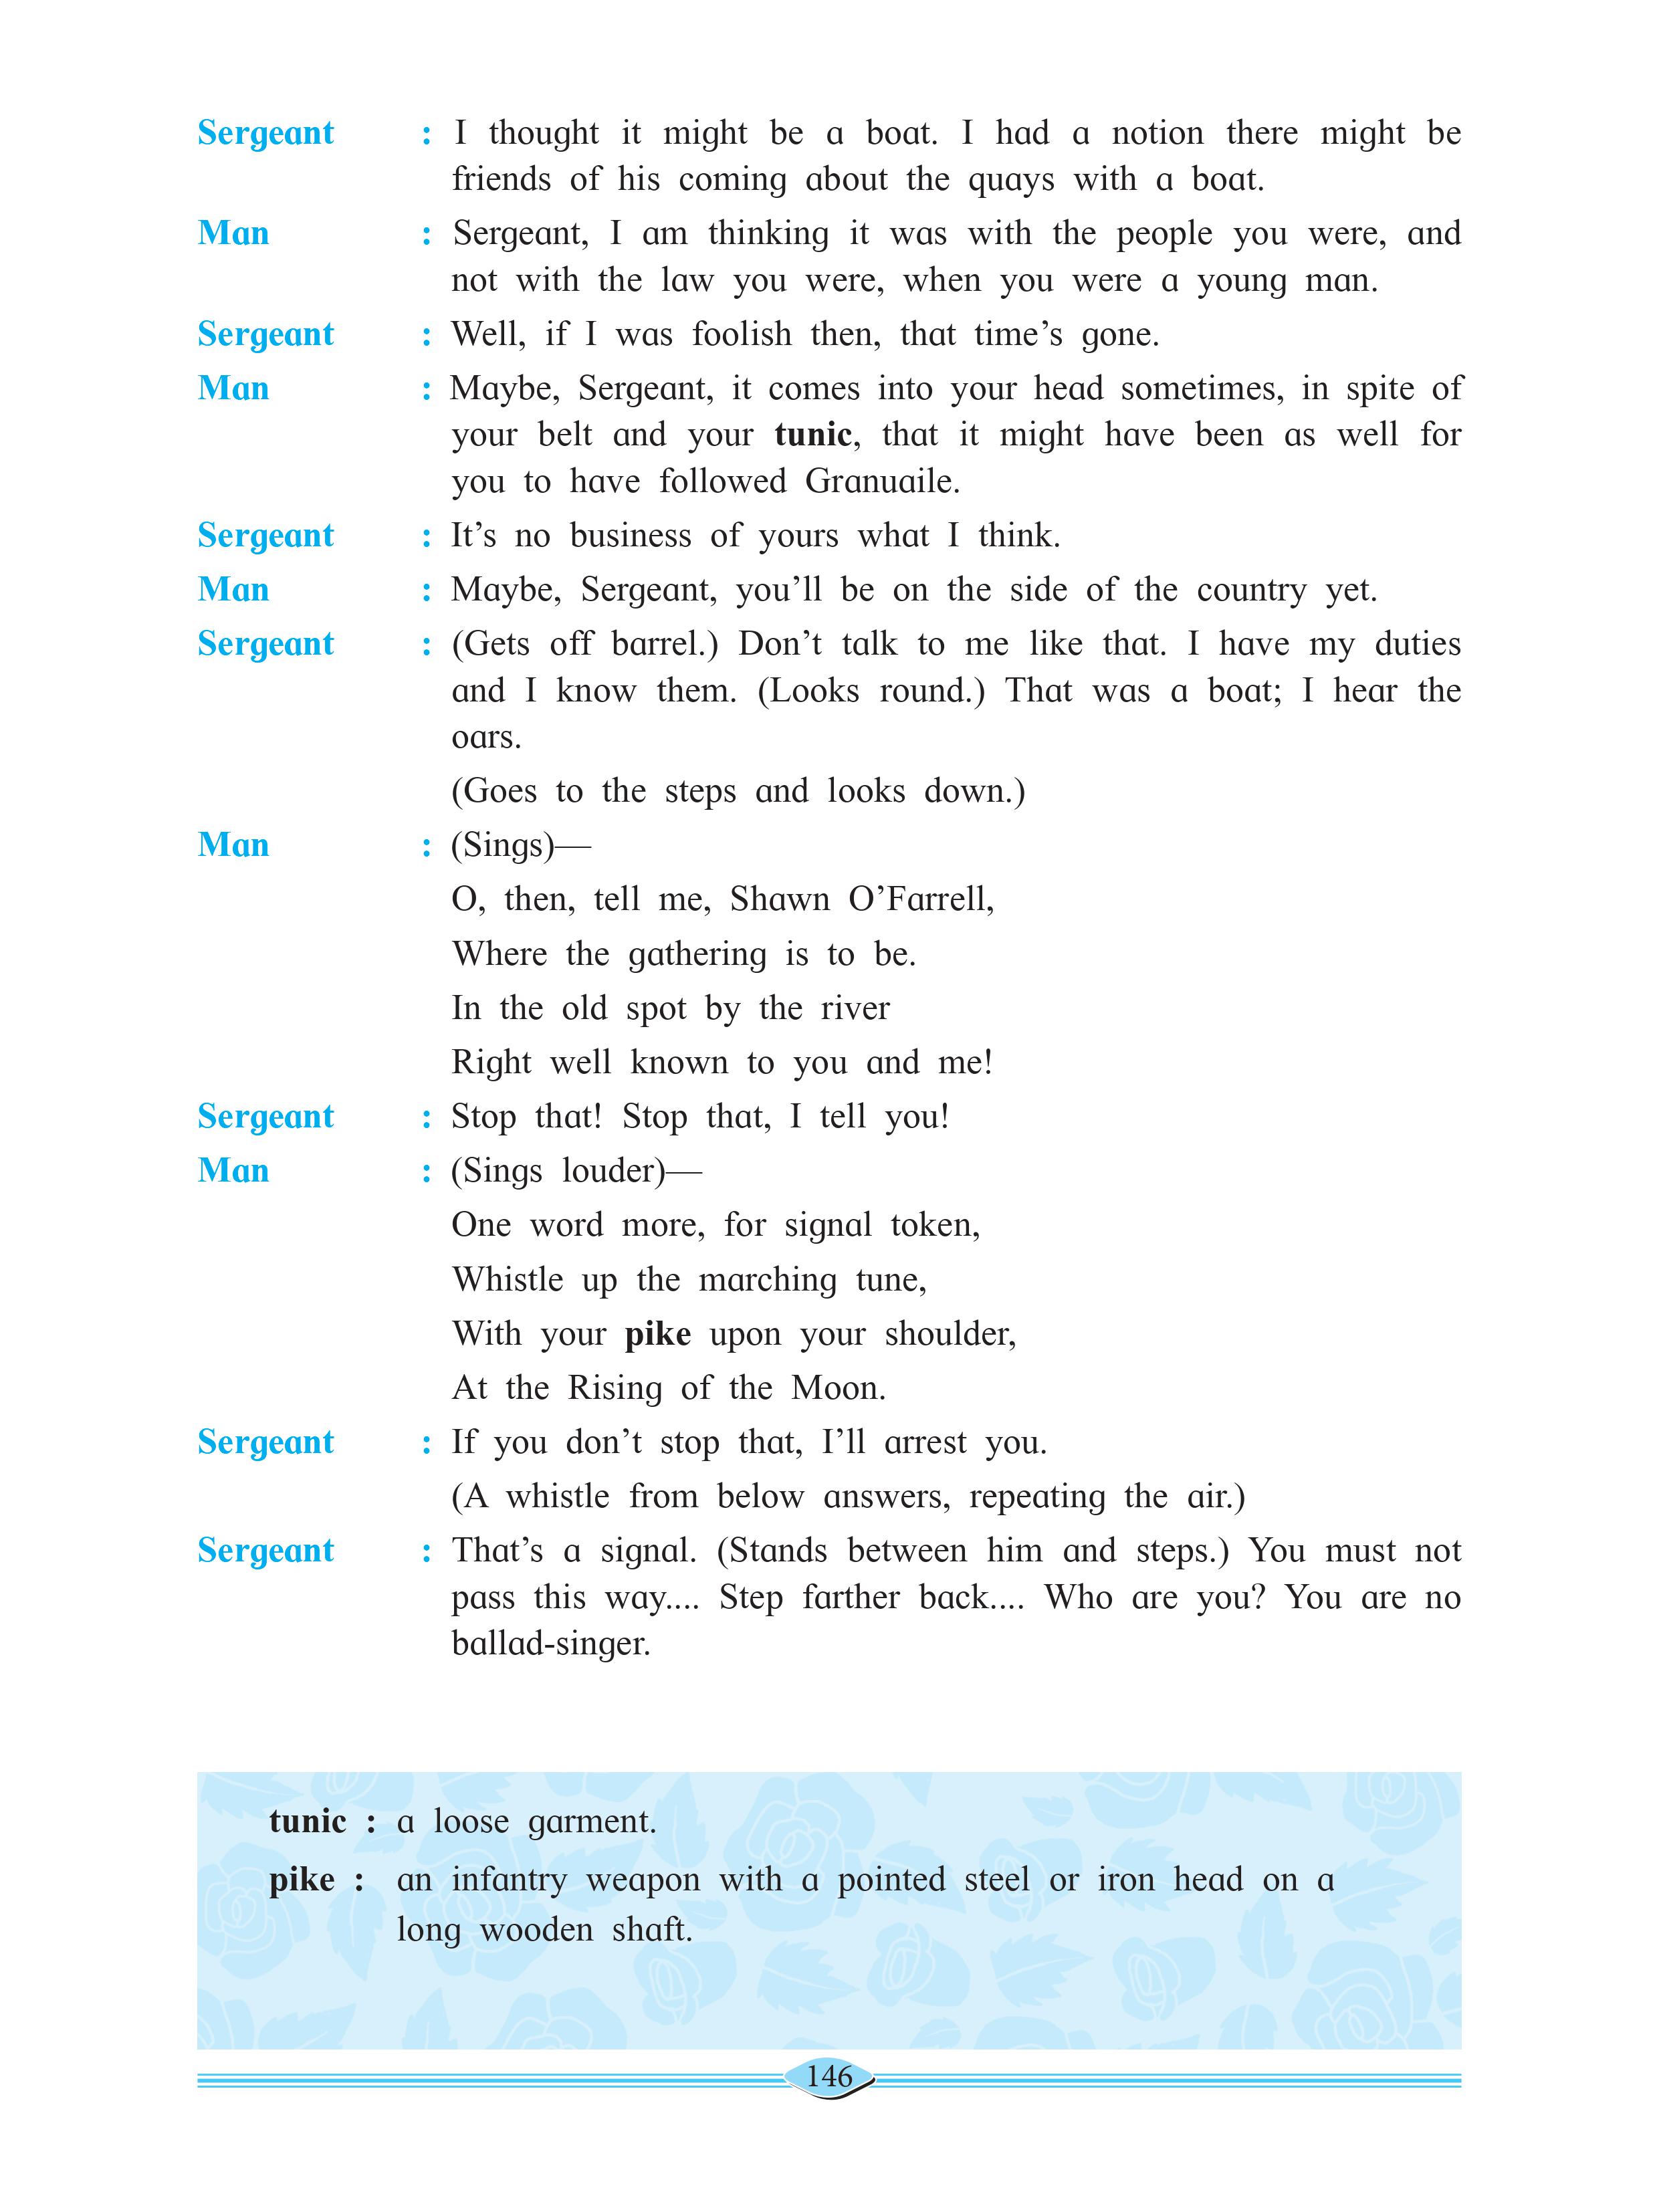 Sergeant : I thought it might be a boat. I had a notion there might be
friends of his coming about the quays with a boat.
Man : Sergeant, I am thinking it was with the people you were, and
not with the law you were, when you were a young man.
Sergeant : Well, if I was foolish then, that time's gone.
Man : Maybe, Sergeant, it comes into your head sometimes, in spite of
your belt and your tunic, that it might have been as well for
you to have followed Granuaile.
Sergeant : It's no business of yours what I think.
Man : Maybe, Sergeant, you'll be on the side of the country yet.
Sergeant : (Gets off barrel.) Don't talk to me like that. I have my duties
and I know them. (Looks round.) That was a boat; I hear the
oars.
(Goes to the steps and looks down.)
Man : (Sings)—
O, then, tell me, Shawn O'Farrell,
Where the gathering is to be.
In the old spot by the river
Right well known to you and me!
Sergeant : Stop that! Stop that, I tell you!
Man : (Sings louder)—
One word more, for signal token,
Whistle up the marching tune,
With your pike upon your shoulder,
At the Rising of the Moon.
Sergeant : If you don't stop that, I'll arrest you.
(A whistle from below answers, repeating the air.)
Sergeant : That's a signal. (Stands between him and steps.) You must not
pass this way.... Step farther back.... Who are you? You are no
ballad-singer.
tunic : a loose garment.
pike : an infantry weapon with a pointed steel or iron head on a
long wooden shaft.
146